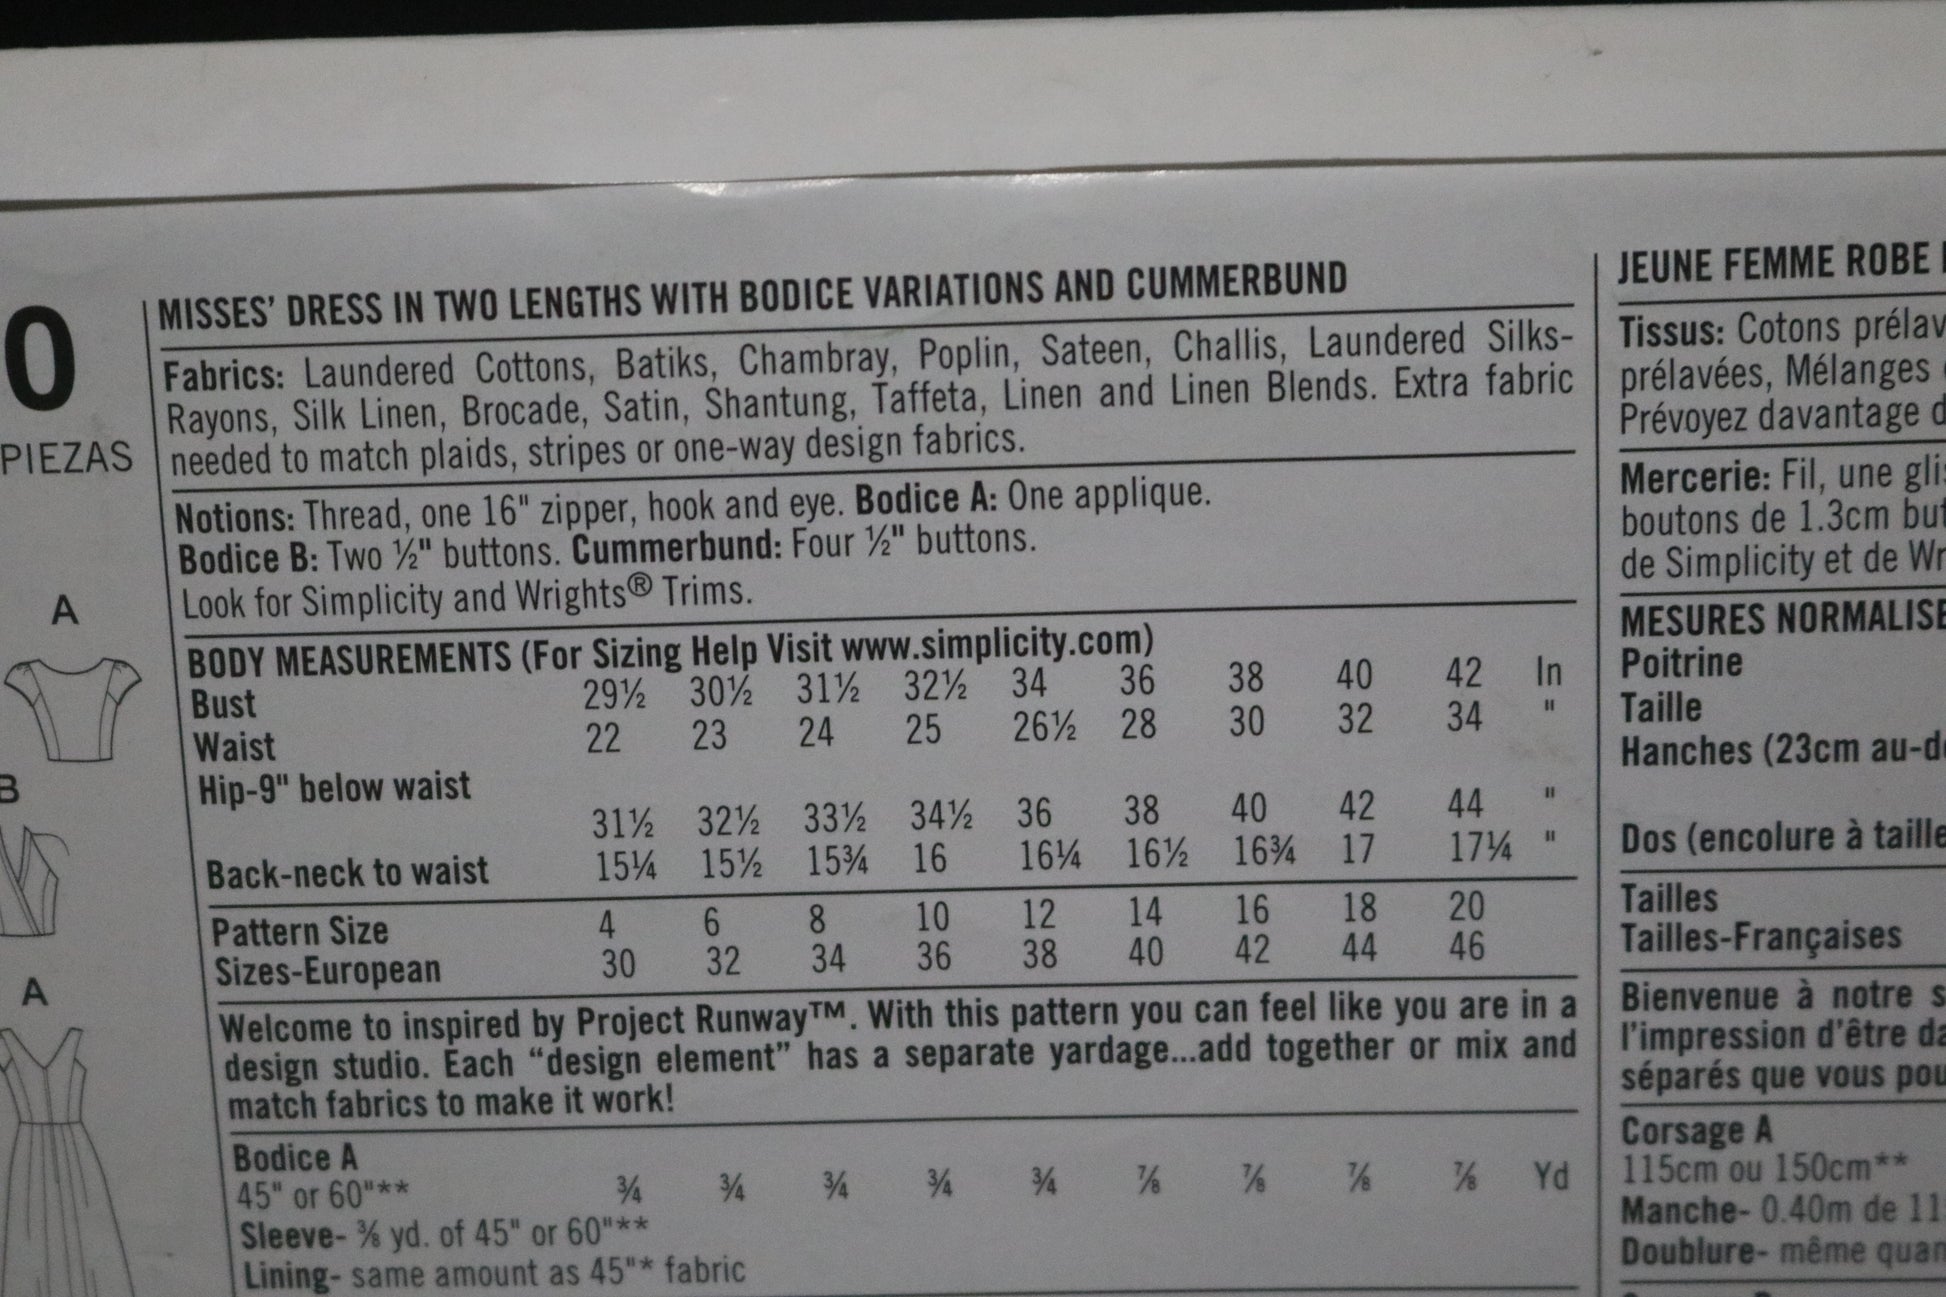 0
PIEZAS
A
B
A
MISSES' DRESS IN TWO LENGTHS WITH BODICE VARIATIONS AND CUMMERBUND
Fabrics: Laundered Cottons, Batiks, Chambray, Poplin, Sateen, Challis, Laundered Silks-
Rayons, Silk Linen, Brocade, Satin, Shantung, Taffeta, Linen and Linen Blends. Extra fabric
needed to match plaids, stripes or one-way design fabrics.
Notions: Thread, one 16" zipper, hook and eye. Bodice A: One applique.
Bodice B: Two ½" buttons. Cummerbund: Four ½" buttons.
Look for Simplicity and Wrights® Trims.
BODY MEASUREMENTS (For Sizing Help Visit www.simplicity.com)
Bust 29½ 30½ 31½ 32½ 34 36 38 40 42 In
Waist 22 23 24 25 26½ 28 30 32 34 "
Hip-9" below waist
31½ 32½ 33½ 34½ 36 38 40 42 44 "
Back-neck to waist 15¼ 15½ 15¾ 16 16¼ 16½ 16¾ 17 17¼ "
Pattern Size 4 6 8 10 12 14 16 18 20
Sizes-European 30 32 34 36 38 40 42 44 46
Welcome to inspired by Project Runway™. With this pattern you can feel like you are in a
design studio. Each “design element” has a separate yardage...add together or mix and
match fabrics to make it work!
Bodice A
45" or 60"** ¾ ¾ ¾ ¾ ¾ ⅞ ⅞ ⅞ ⅞ Yd
Sleeve- ⅜ yd. of 45" or 60"**
Lining- same amount as 45"* fabric
JEUNE FEMME ROBE
Tissus: Cotons prélav
prélavées, Mélanges
Prévoyez davantage d
Mercerie: Fil, une gli
boutons de 1.3cm but
de Simplicity et de Wr
MESURES NORMALISE
Poitrine
Taille
Hanches (23cm au-de
Dos (encolure à taille
Tailles
Tailles-Françaises
Bienvenue à notre s
l'impression d'être da
séparés que vous pou
Corsage A
115cm ou 150cm**
Manche- 0.40m de 11
Doublure- même quan